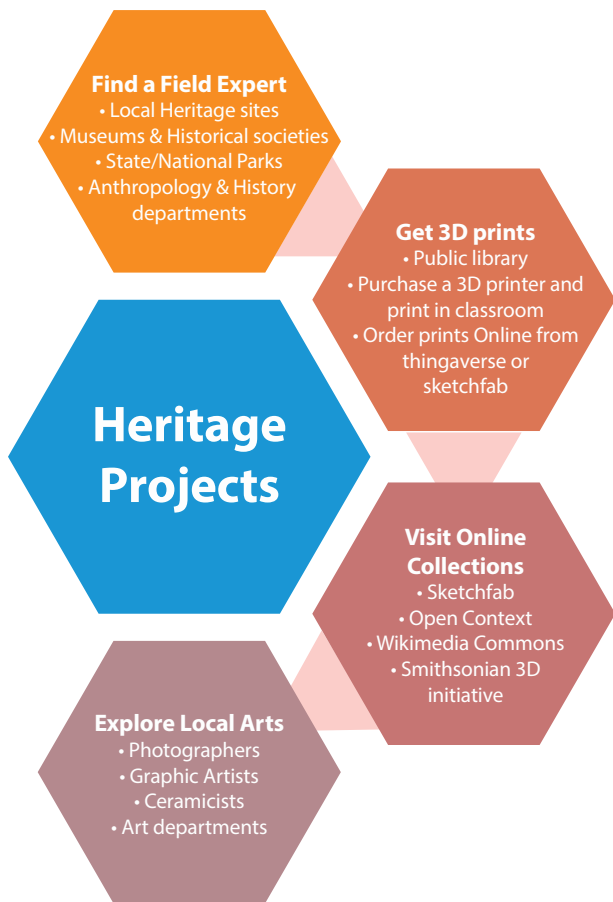 Find a Field Expert
• Local Heritage sites
• Museums & Historical societies
• State/National Parks
• Anthropology & History
departments
Get 3D prints
• Public library
• Purchase a 3D printer and
print in classroom
• Order prints Online from
thingaverse or
sketchfab
Heritage
Projects
Visit Online
Collections
• Sketchfab
• Open Context
• Wikimedia Commons
• Smithsonian 3D
initiative
Explore Local Arts
• Photographers
• Graphic Artists
• Ceramicists
• Art departments